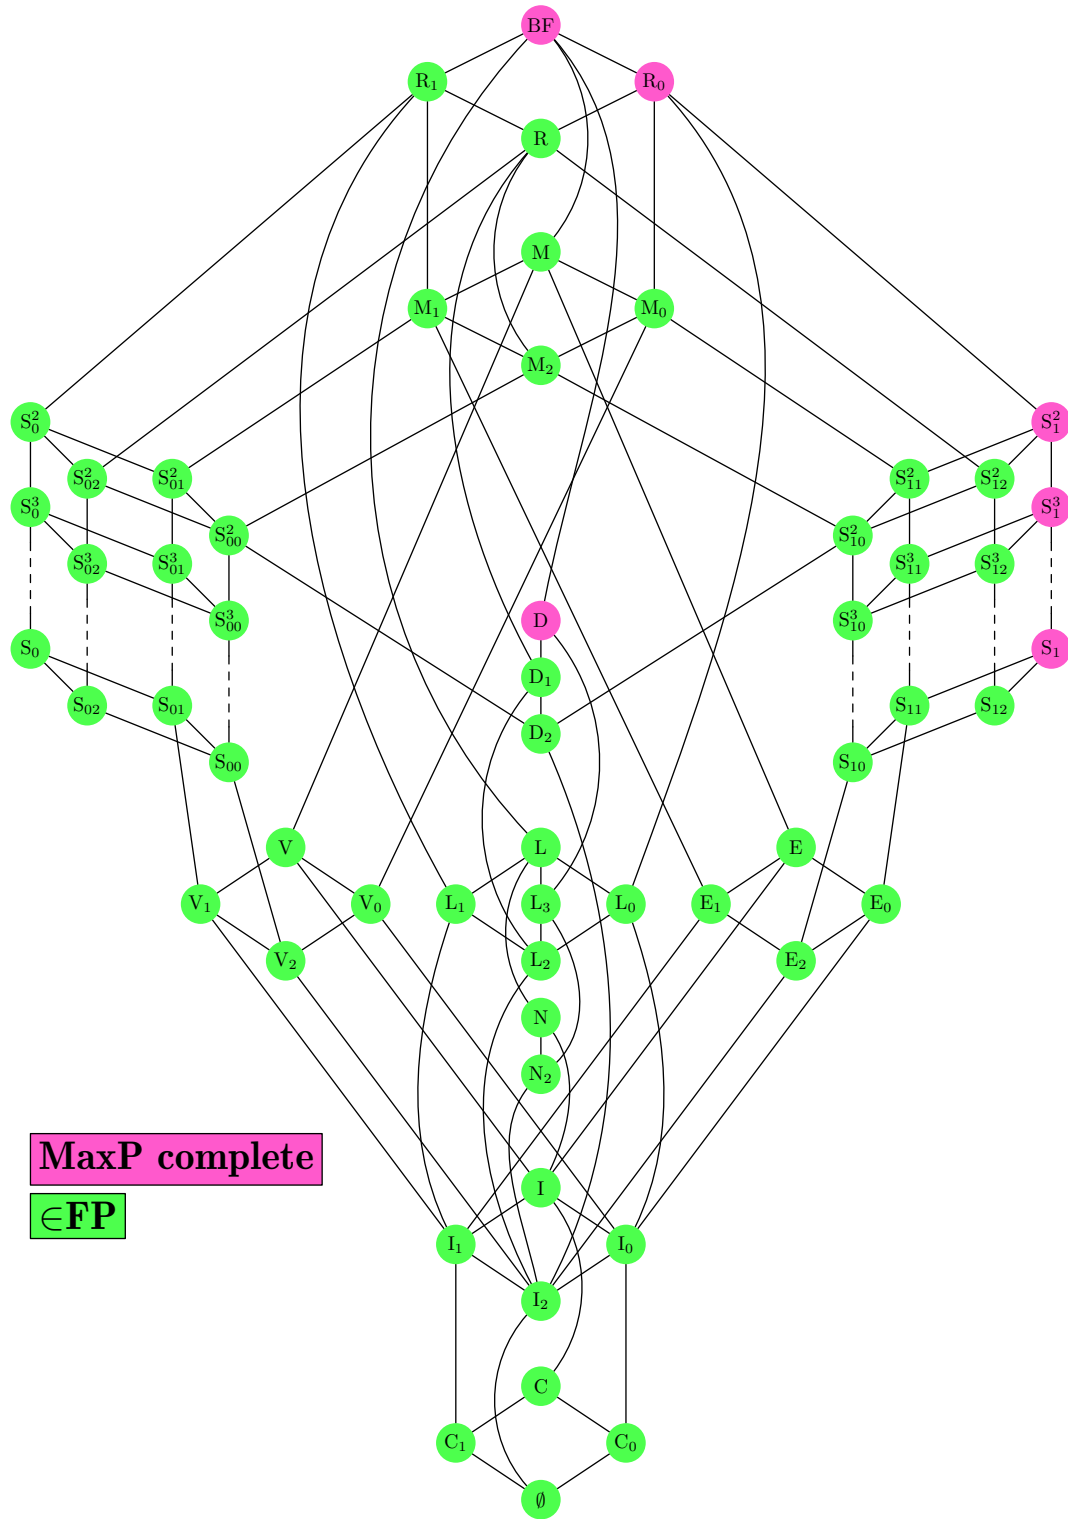 BF
R₁ R₀
R
M
M₁ M₀
M₂
S₀² S₁²
S₀₂² S₀₁² S₁₁² S₁₂²
S₀³ S₁³
S₀₀² S₁₀²
S₀₂³ S₀₁³ S₁₁³ S₁₂³
S₀₀³ D S₁₀³
S₀ S₁
D₁
S₀₂ S₀₁ S₁₁ S₁₂
D₂
S₀₀ S₁₀
V L E
V₁ V₀ L₁ L₃ L₀ E₁ E₀
V₂ L₂ E₂
N
N₂
MaxP complete
I
∈FP
I₁ I₀
I₂
C
C₁ C₀
∅